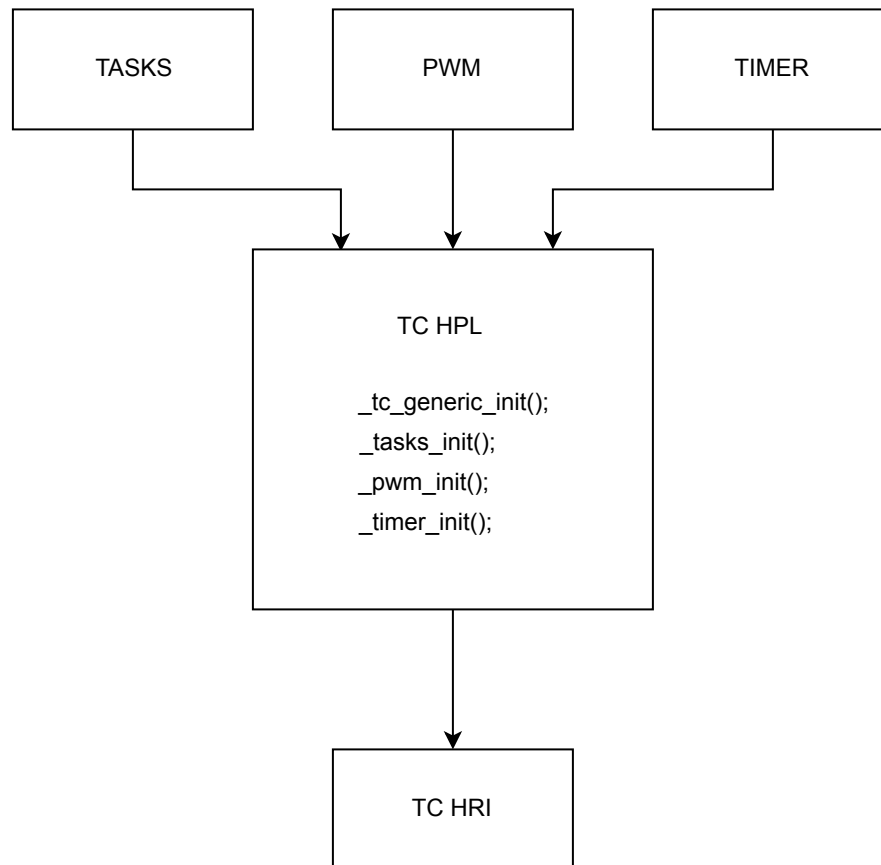 TASKS
PWM
TIMER
TC HPL
_tc_generic_init();
_tasks_init();
_pwm_init();
_timer_init();
TC HRI